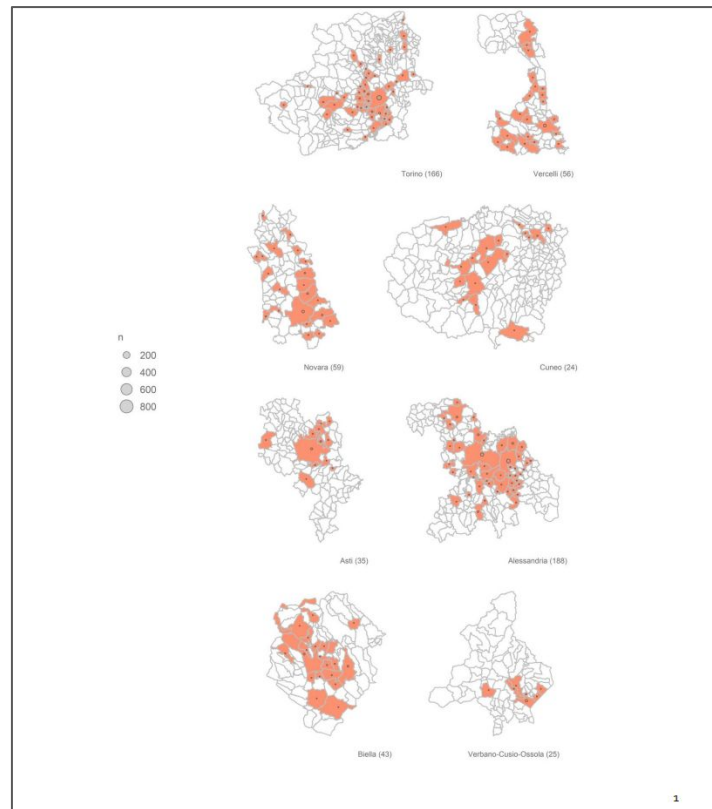 Torino (166)
Vercelli (56)
Novara (59)
Cuneo (24)
n
200
400
600
800
Asti (35)
Alessandria (188)
Biella (43)
Verbano-Cusio-Ossola (25)
1